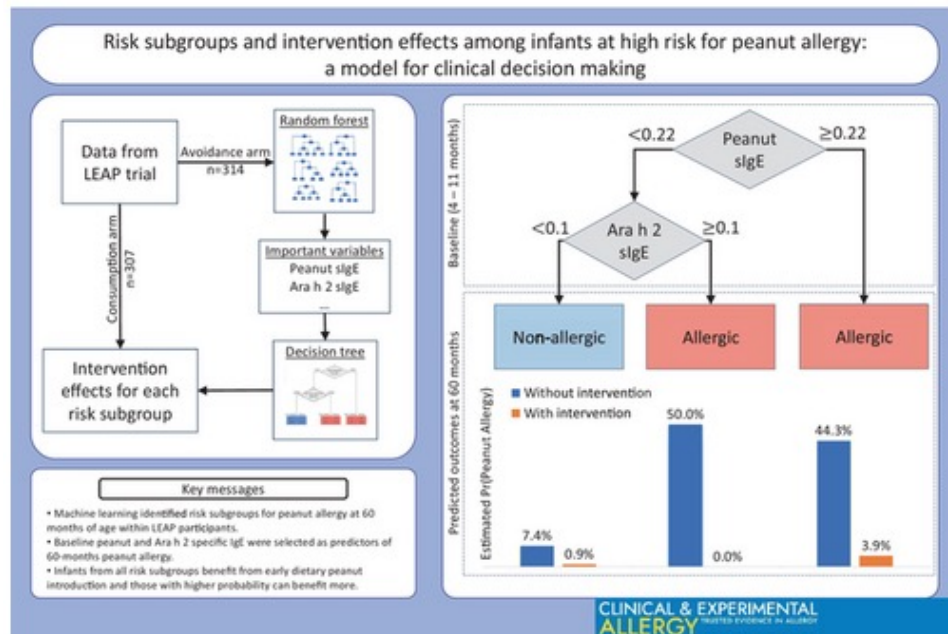 Risk subgroups and intervention effects among infants at high risk for peanut allergy:
a model for clinical decision making
Data from
LEAP trial
Avoidance arm
n=314
Random forest
Consumption arm
n=307
Important variables
Peanut sIgE
Ara h 2 sIgE
...
Decision tree
Intervention
effects for each
risk subgroup
Key messages
• Machine learning identified risk subgroups for peanut allergy at 60
months of age within LEAP participants.
• Baseline peanut and Ara h 2 specific IgE were selected as predictors of
60-months peanut allergy.
• Infants from all risk subgroups benefit from early dietary peanut
introduction and those with higher probability can benefit more.
Baseline (4 – 11 months)
<0.22
Peanut
sIgE
≥0.22
<0.1
Ara h 2
sIgE
≥0.1
Predicted outcomes at 60 months
Non-allergic
Allergic
Allergic
Estimated Pr(Peanut Allergy)
Without intervention
With intervention
7.4%
0.9%
50.0%
0.0%
44.3%
3.9%
CLINICAL & EXPERIMENTAL
ALLERGY TRUSTED EVIDENCE IN ALLERGY